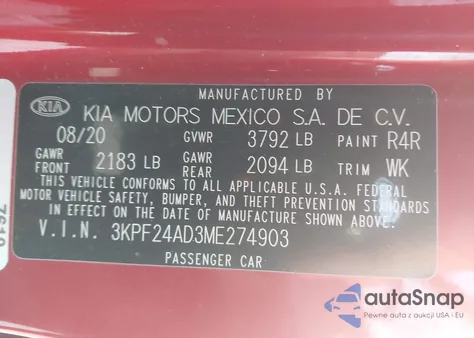 MANUFACTURED BY
KIA KIA MOTORS MEXICO S.A. DE C.V.
08/20 GVWR 3792 LB PAINT R4R
GAWR FRONT 2183 LB GAWR REAR 2094 LB TRIM WK
THIS VEHICLE CONFORMS TO ALL APPLICABLE U.S.A. FEDERAL
MOTOR VEHICLE SAFETY, BUMPER, AND THEFT PREVENTION STANDARDS
IN EFFECT ON THE DATE OF MANUFACTURE SHOWN ABOVE.
V.I.N. 3KPF24AD3ME274903
PASSENGER CAR
autoSnap
Pewne auta z aukcji USA i EU